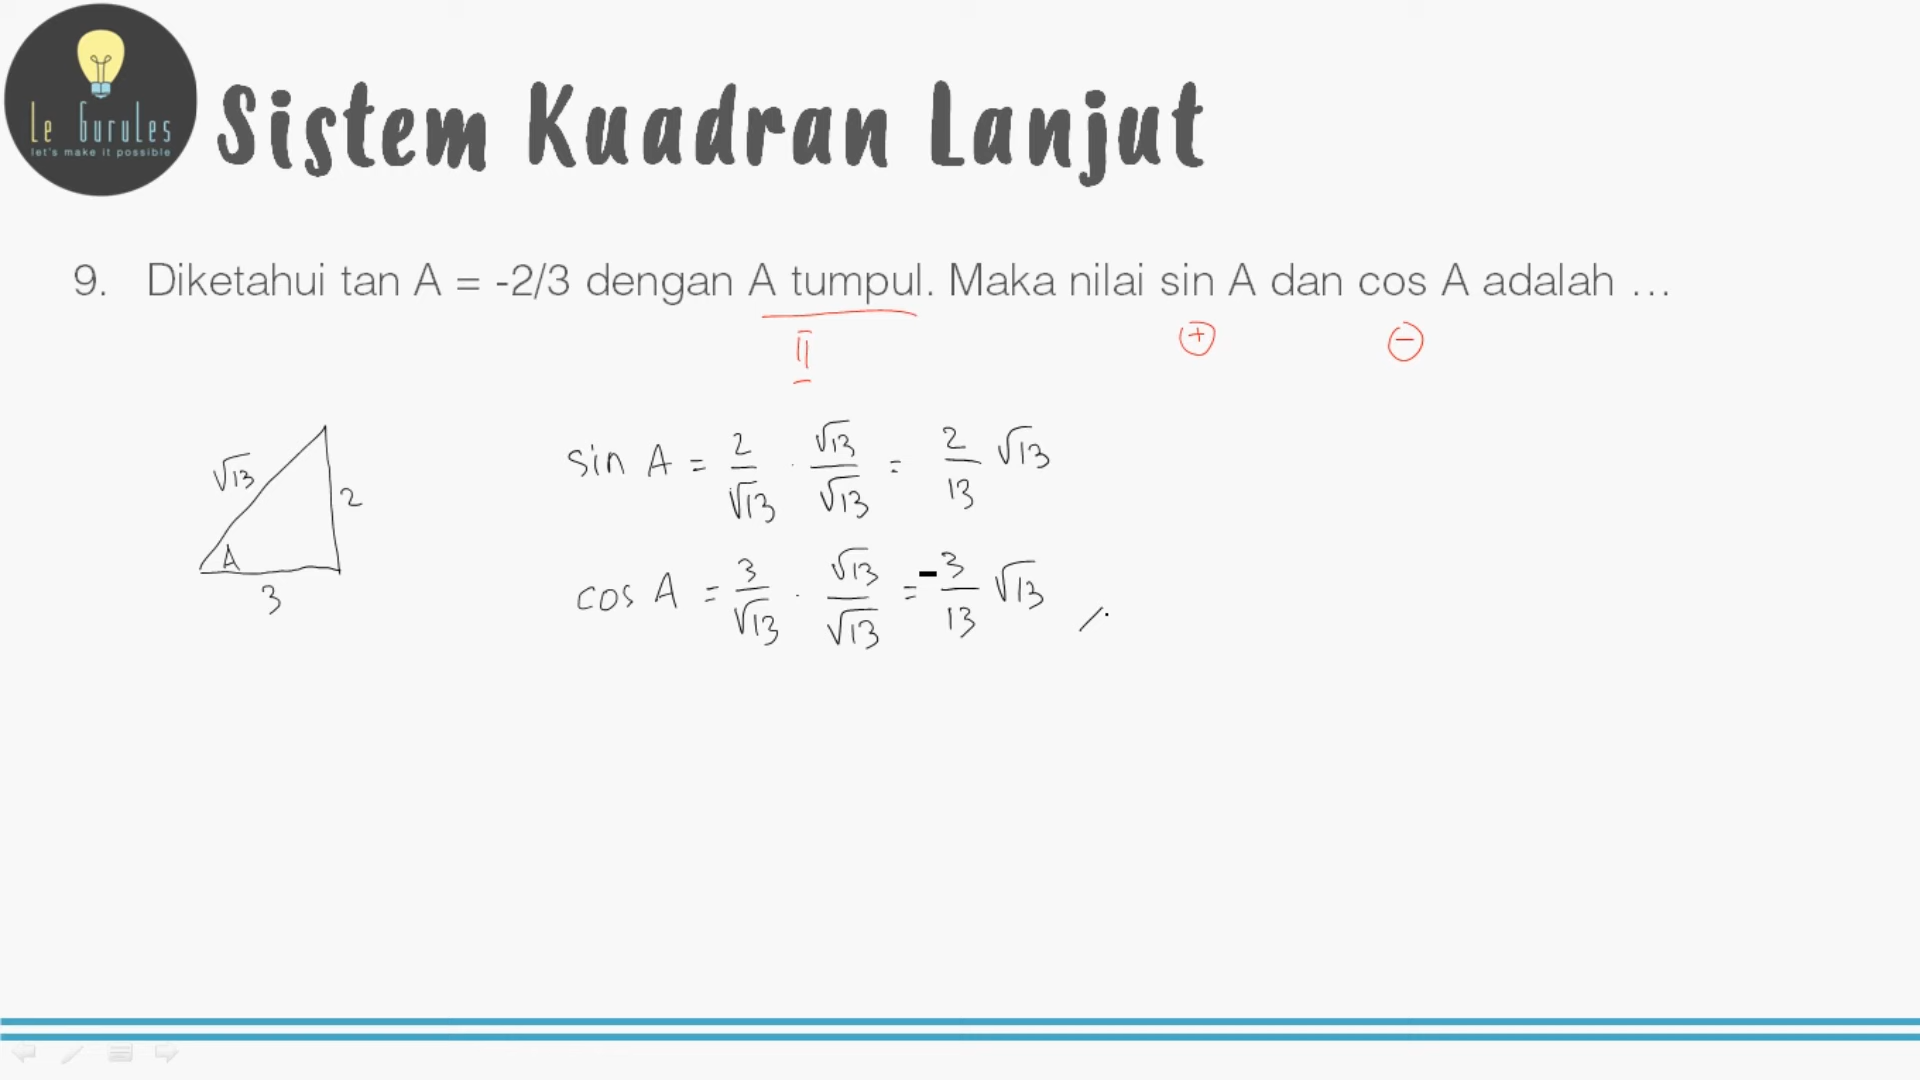 Le GuruLes
let's make it possible
Sistem Kuadran Lanjut
9. Diketahui tan A = -2/3 dengan A tumpul. Maka nilai sin A dan cos A adalah ...
II + −
√13 2 A 3
sin A = 2/√13 . √13/√13 = 2/13 √13
cos A = 3/√13 . √13/√13 = -3/13 √13